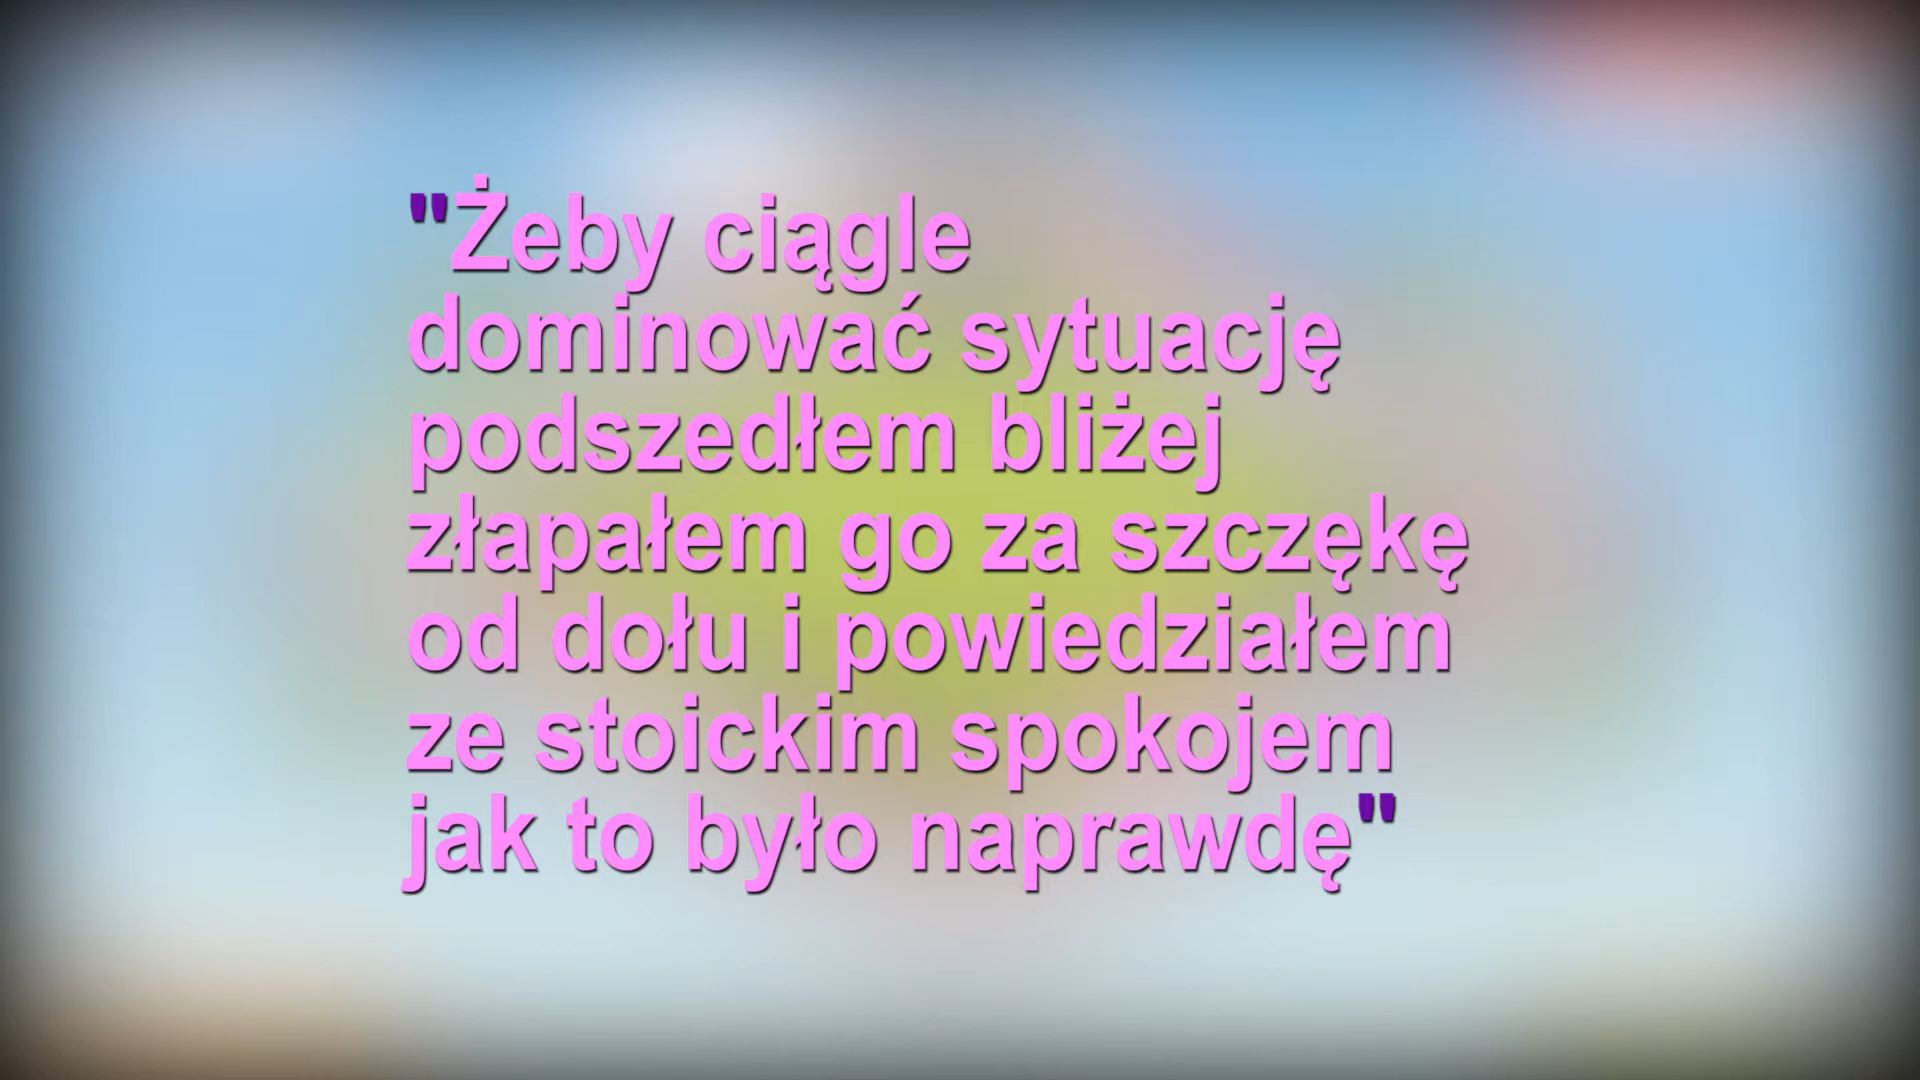 "Żeby ciągle
dominować sytuację
podszedłem bliżej
złapałem go za szczękę
od dołu i powiedziałem
ze stoickim spokojem
jak to było naprawdę"